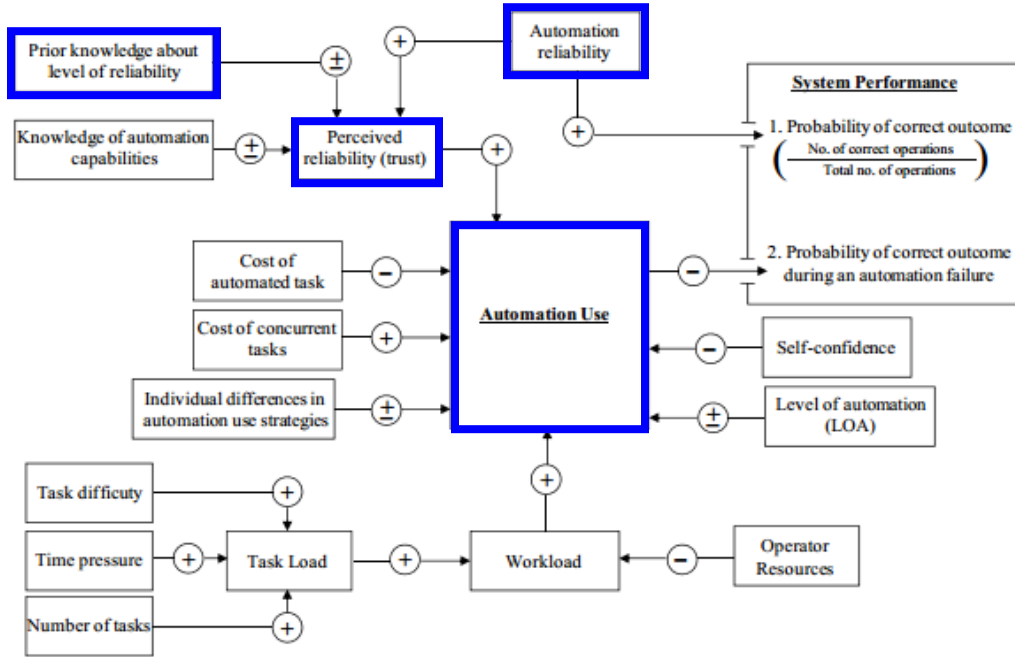 Prior knowledge about
level of reliability
±
+
Automation
reliability
System Performance
Knowledge of automation
capabilities
±
Perceived
reliability (trust)
+
+
1. Probability of correct outcome
( No. of correct operations
Total no. of operations )
Cost of
automated task
−
Automation Use
−
2. Probability of correct outcome
during an automation failure
Cost of concurrent
tasks
+
−
Self-confidence
Individual differences in
automation use strategies
±
±
Level of automation
(LOA)
+
Task difficuty
+
Time pressure
+
Task Load
+
Workload
−
Operator
Resources
Number of tasks
+